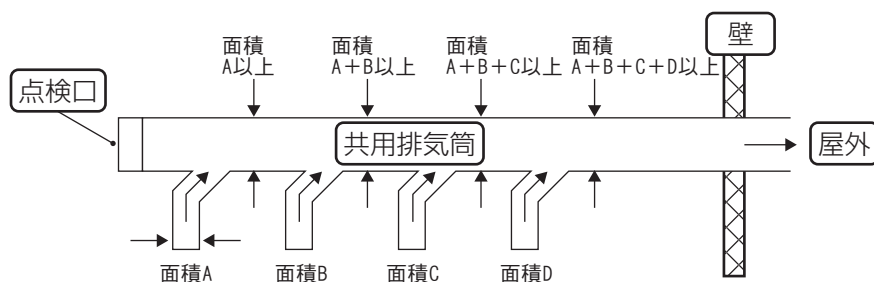 面積
A以上
面積
A+B以上
面積
A+B+C以上
面積
A+B+C+D以上
壁
点検口
共用排気筒
屋外
面積A
面積B
面積C
面積D